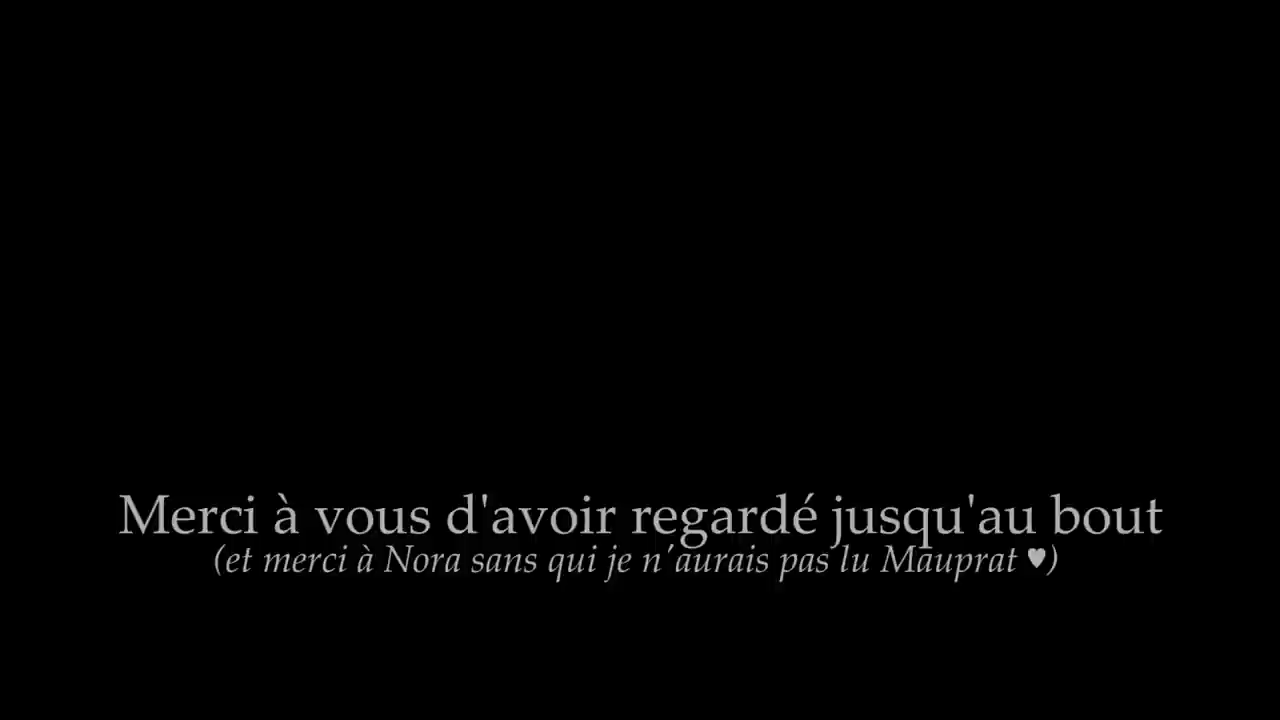 Merci à vous d'avoir regardé jusqu'au bout
(et merci à Nora sans qui je n'aurais pas lu Mauprat ♥)